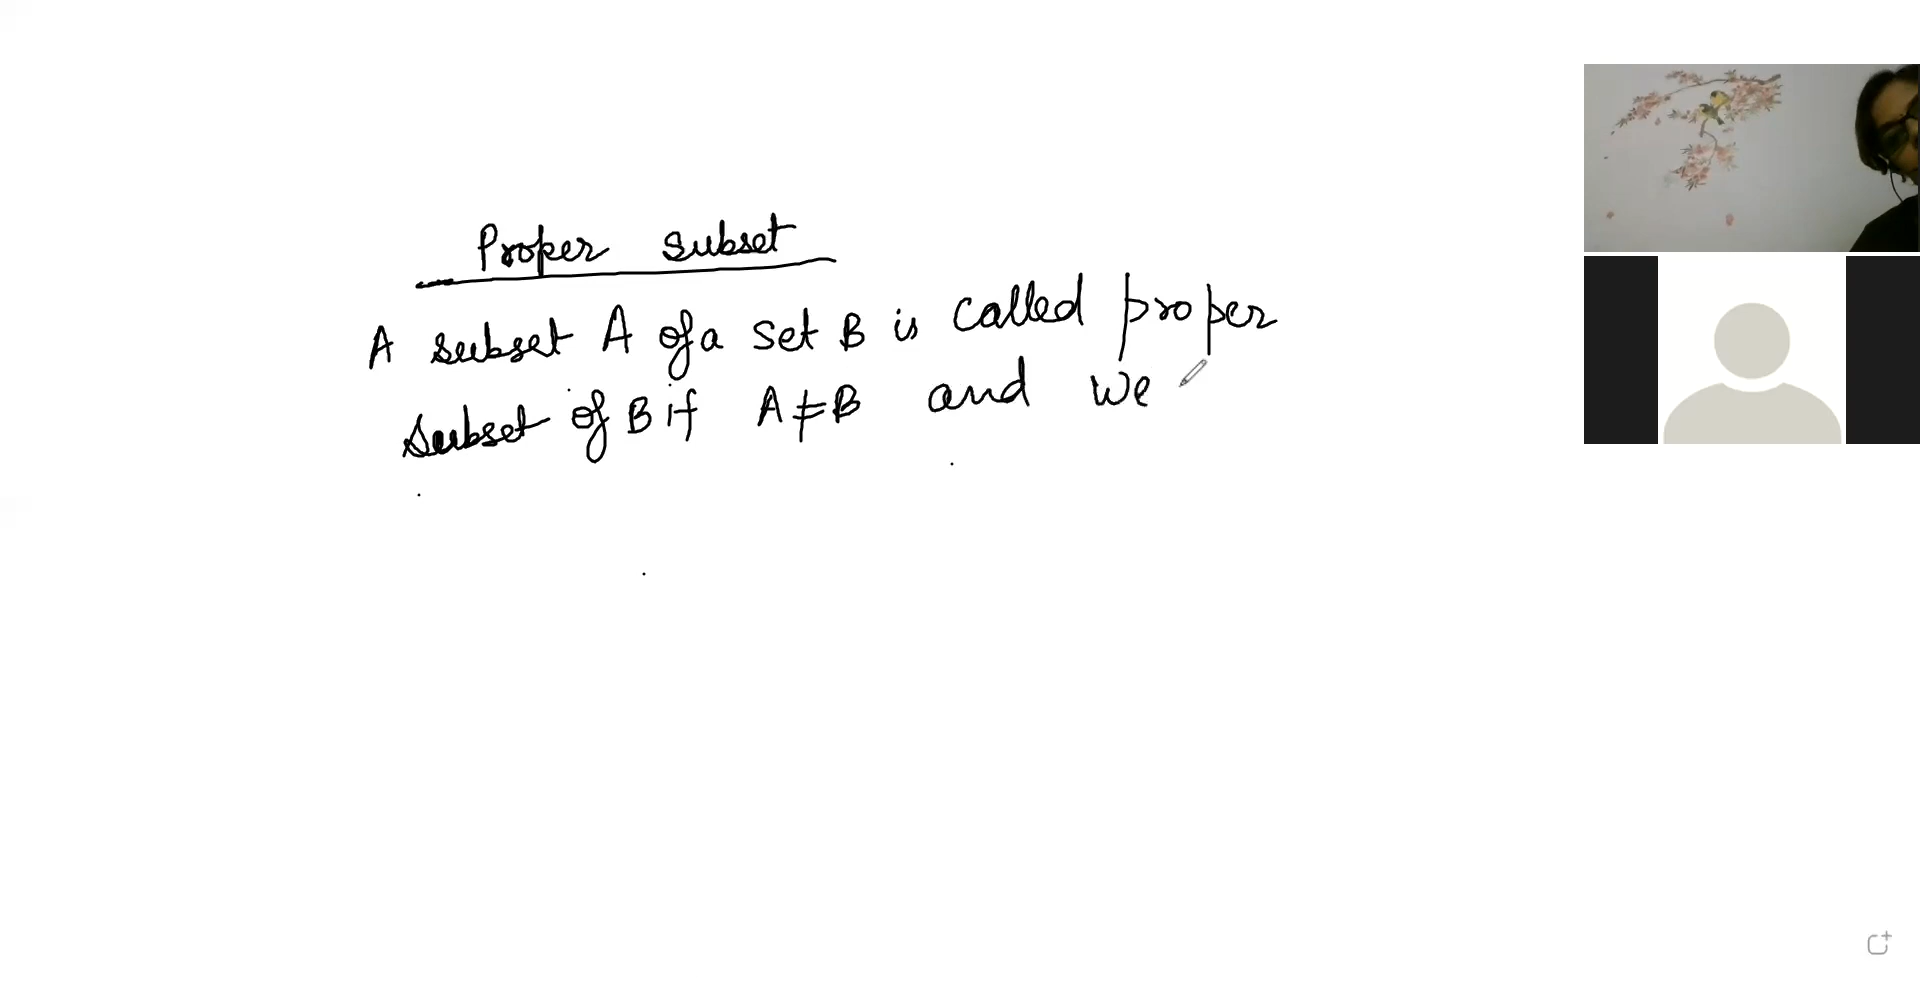 Proper subset
A subset A of a set B is called proper
subset of B if A ≠ B and we